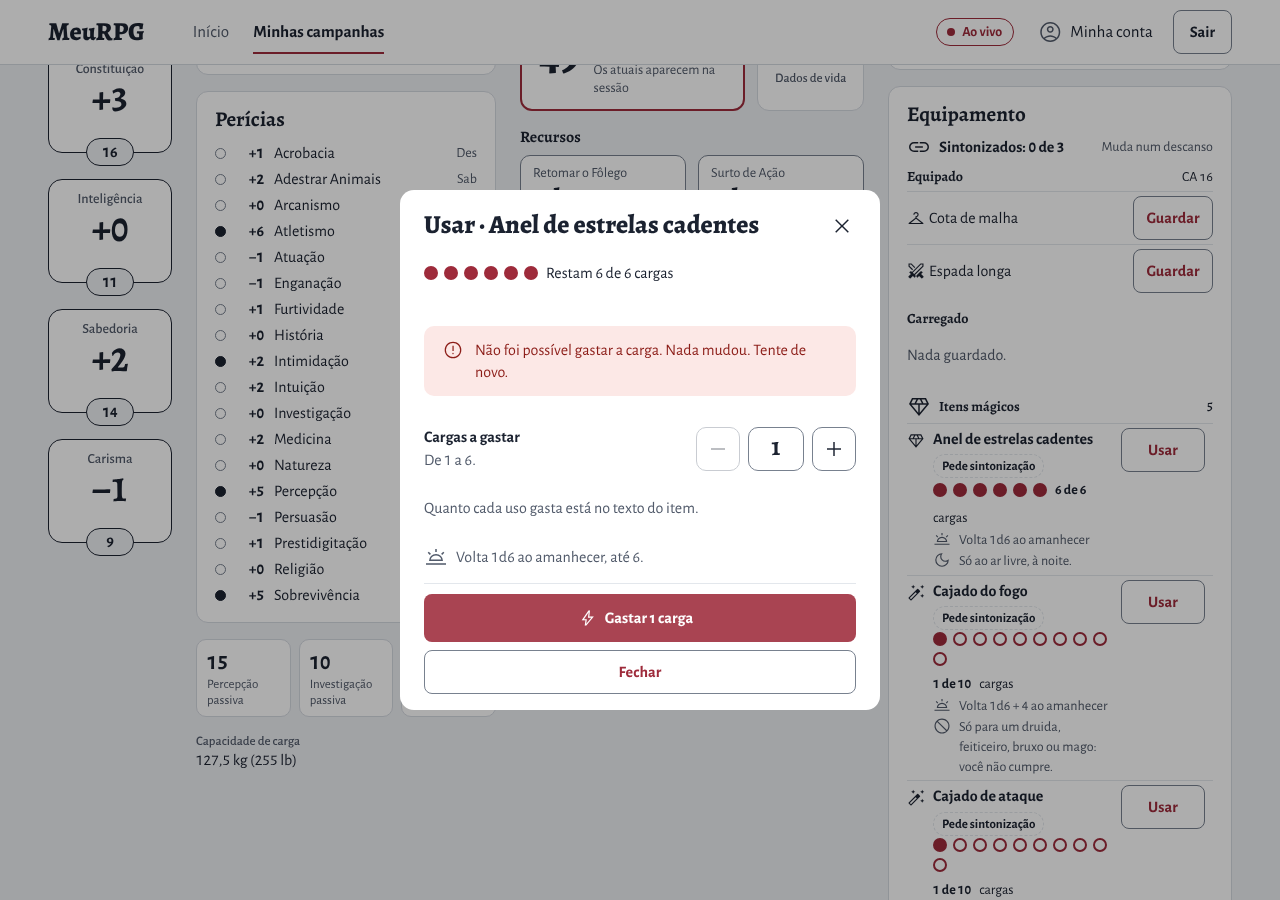 MeuRPG
Início
Minhas campanhas
Ao vivo
Minha conta
Sair
Constituição
+3
16
Inteligência
+0
11
Sabedoria
+2
14
Carisma
−1
9
Perícias
+1 Acrobacia Des
+2 Adestrar Animais Sab
+0 Arcanismo
+6 Atletismo
−1 Atuação
−1 Enganação
+1 Furtividade
+0 História
+2 Intimidação
+2 Intuição
+0 Investigação
+2 Medicina
+0 Natureza
+5 Percepção
−1 Persuasão
+1 Prestidigitação
+0 Religião
+5 Sobrevivência
15
Percepção
passiva
10
Investigação
passiva
Capacidade de carga
127,5 kg (255 lb)
Os atuais aparecem na
sessão
Dados de vida
Recursos
Retomar o Fôlego
Surto de Ação
Usar · Anel de estrelas cadentes
Restam 6 de 6 cargas
Não foi possível gastar a carga. Nada mudou. Tente de
novo.
Cargas a gastar
De 1 a 6.
1
Quanto cada uso gasta está no texto do item.
Volta 1d6 ao amanhecer, até 6.
Gastar 1 carga
Fechar
Equipamento
Sintonizados: 0 de 3
Muda num descanso
Equipado
CA 16
Cota de malha
Guardar
Espada longa
Guardar
Carregado
Nada guardado.
Itens mágicos
5
Anel de estrelas cadentes
Usar
Pede sintonização
6 de 6
cargas
Volta 1d6 ao amanhecer
Só ao ar livre, à noite.
Cajado do fogo
Usar
Pede sintonização
1 de 10 cargas
Volta 1d6 + 4 ao amanhecer
Só para um druida,
feiticeiro, bruxo ou mago:
você não cumpre.
Cajado de ataque
Usar
Pede sintonização
1 de 10 cargas